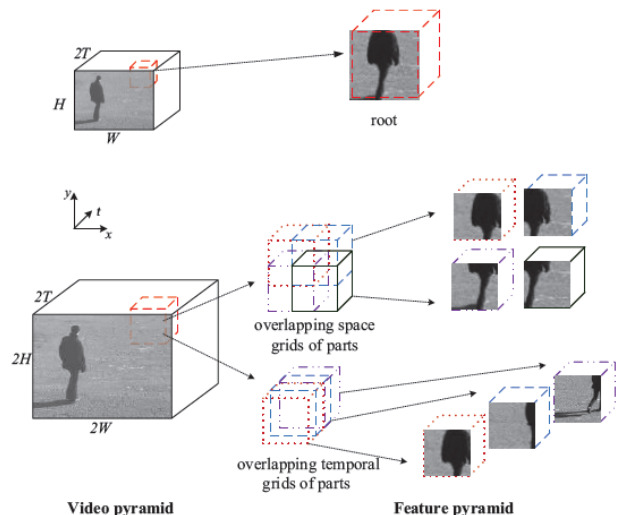 2T
H
W
root
y
t
x
2T
2H
2W
overlapping space
grids of parts
overlapping temporal
grids of parts
Video pyramid
Feature pyramid